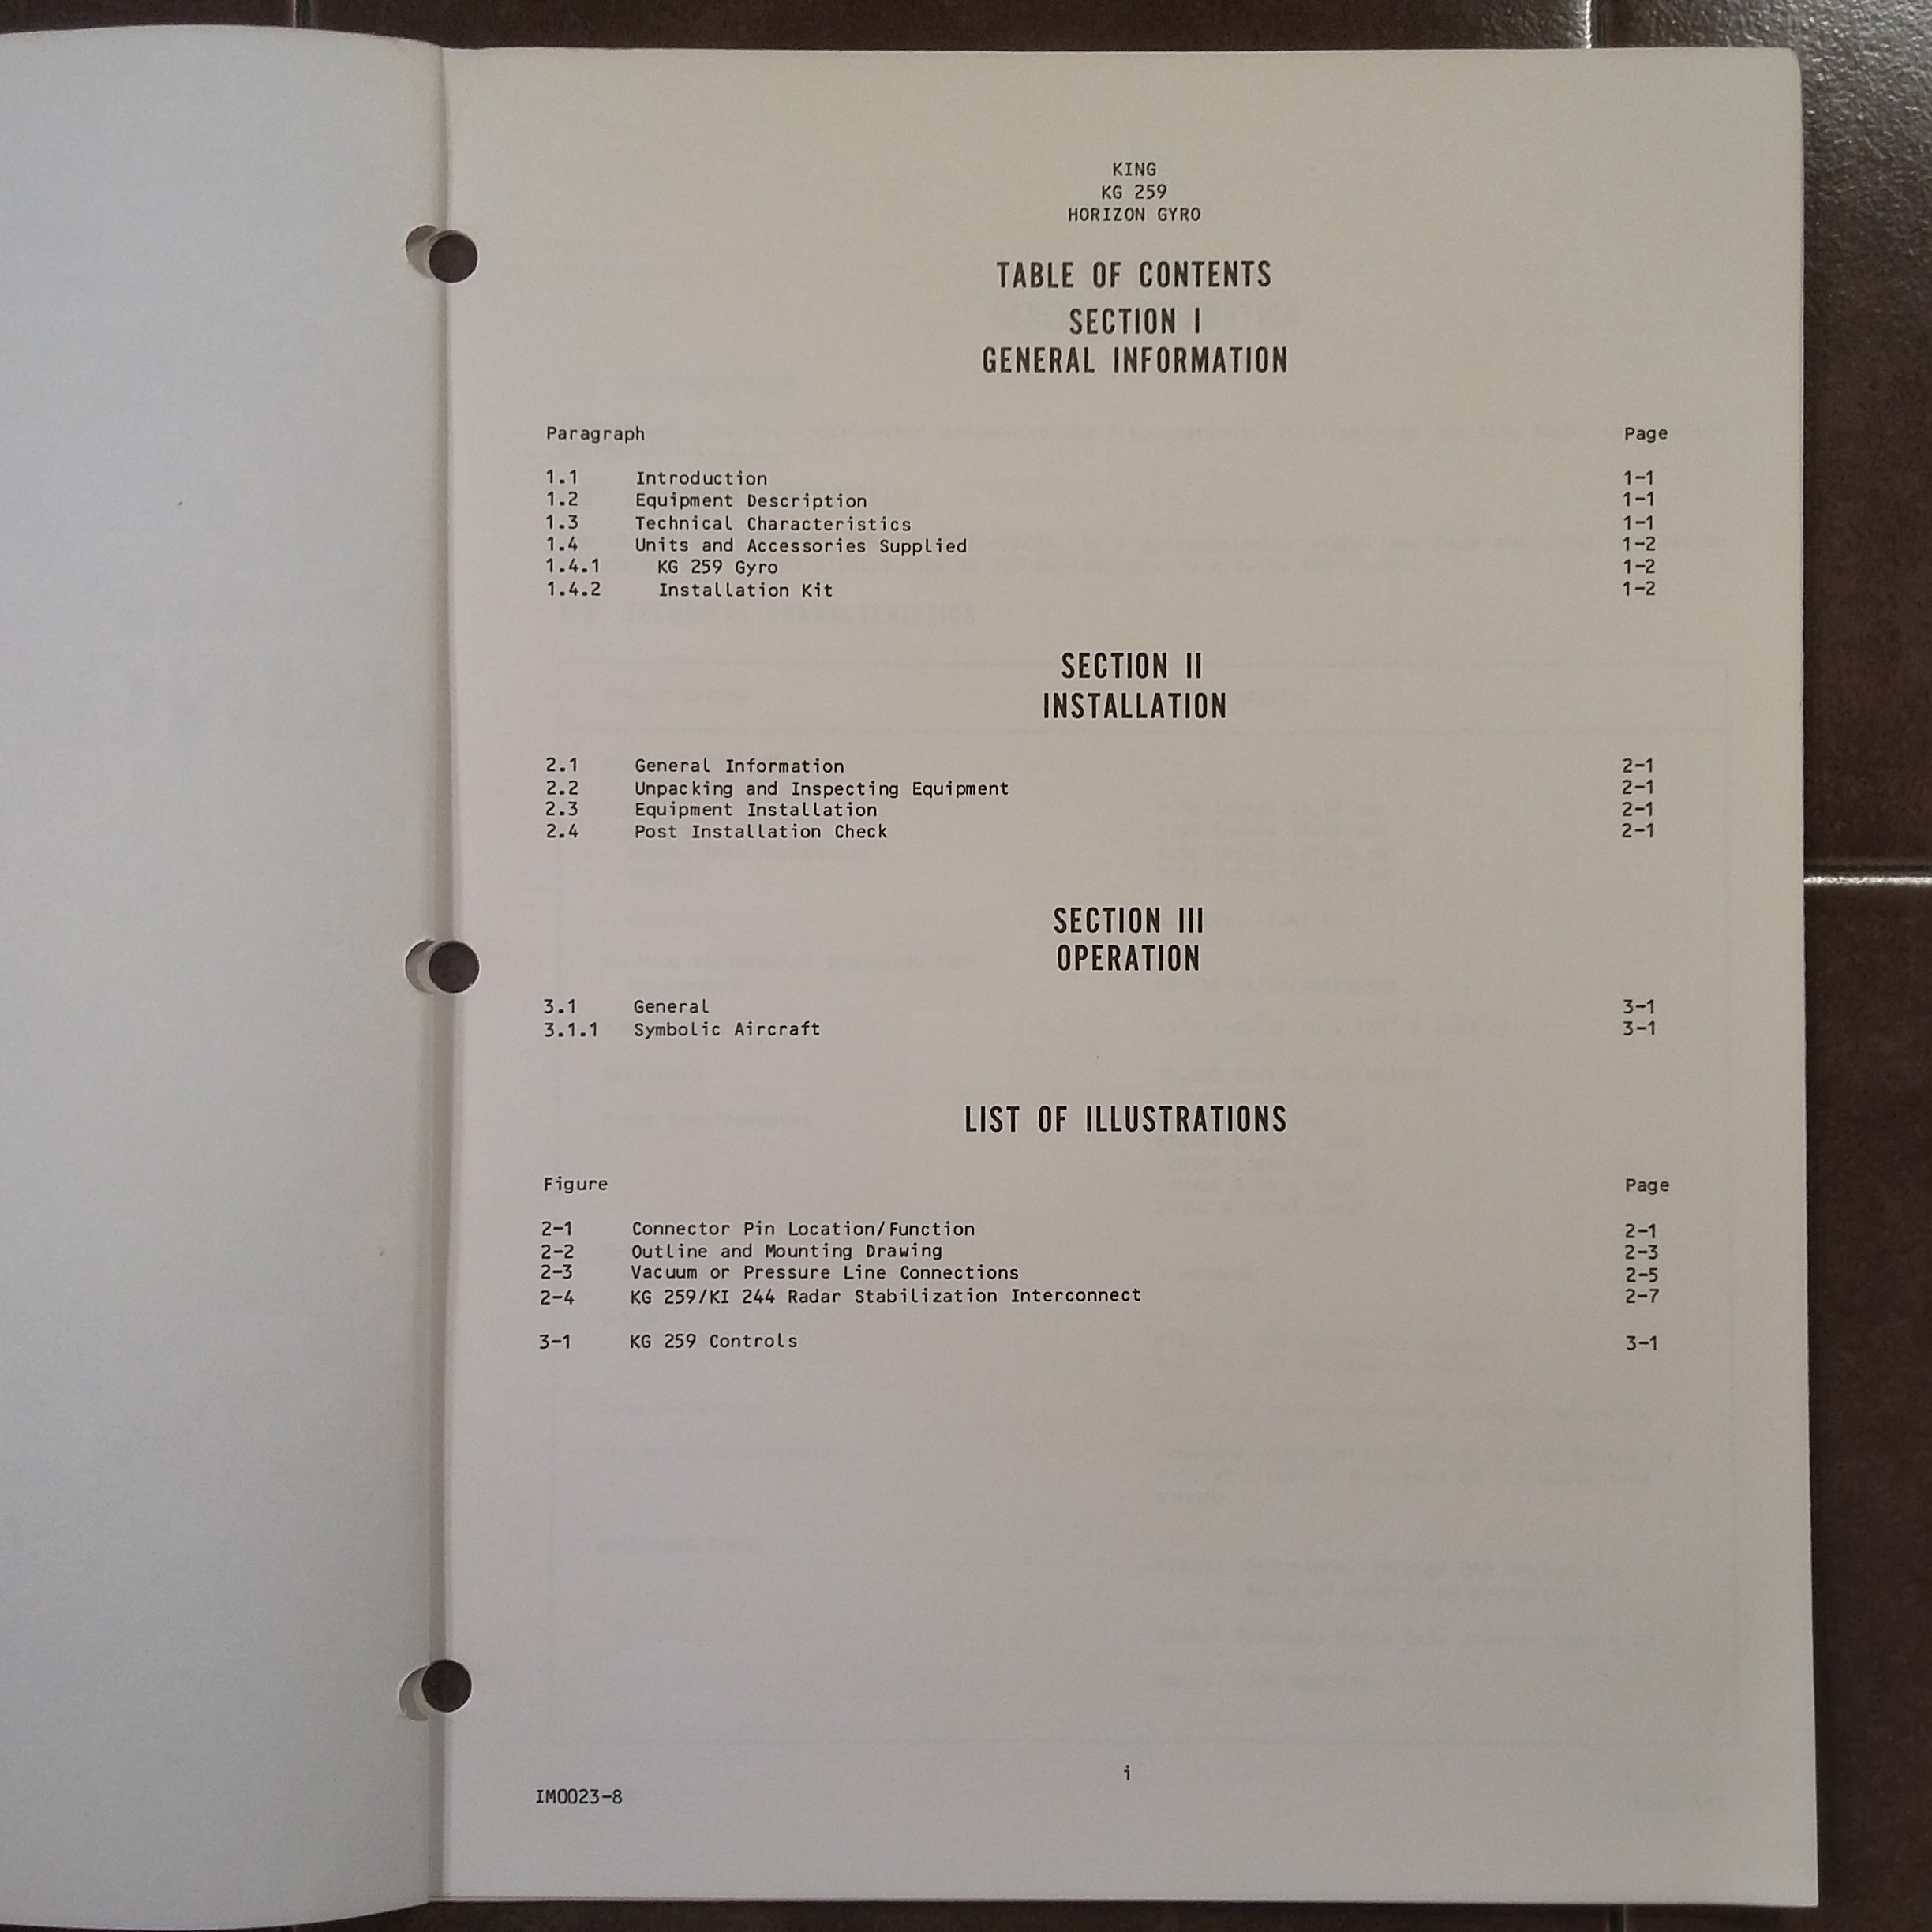 KING
KG 259
HORIZON GYRO
TABLE OF CONTENTS
SECTION I
GENERAL INFORMATION
Paragraph Page
1.1 Introduction 1-1
1.2 Equipment Description 1-1
1.3 Technical Characteristics 1-1
1.4 Units and Accessories Supplied 1-2
1.4.1 KG 259 Gyro 1-2
1.4.2 Installation Kit 1-2
SECTION II
INSTALLATION
2.1 General Information 2-1
2.2 Unpacking and Inspecting Equipment 2-1
2.3 Equipment Installation 2-1
2.4 Post Installation Check 2-1
SECTION III
OPERATION
3.1 General 3-1
3.1.1 Symbolic Aircraft 3-1
LIST OF ILLUSTRATIONS
Figure Page
2-1 Connector Pin Location/Function 2-1
2-2 Outline and Mounting Drawing 2-3
2-3 Vacuum or Pressure Line Connections 2-5
2-4 KG 259/KI 244 Radar Stabilization Interconnect 2-7
3-1 KG 259 Controls 3-1
i
IM0023-8